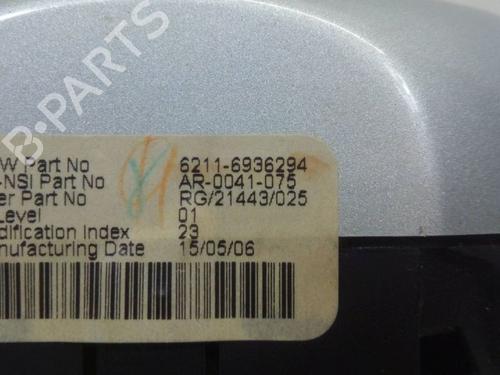 W Part No 6211-6936294
-NSI Part No AR-0041-075
er Part No RG/21443/025
Level 01
dification Index 23
anufacturing Date 15/05/06
B-PARTS